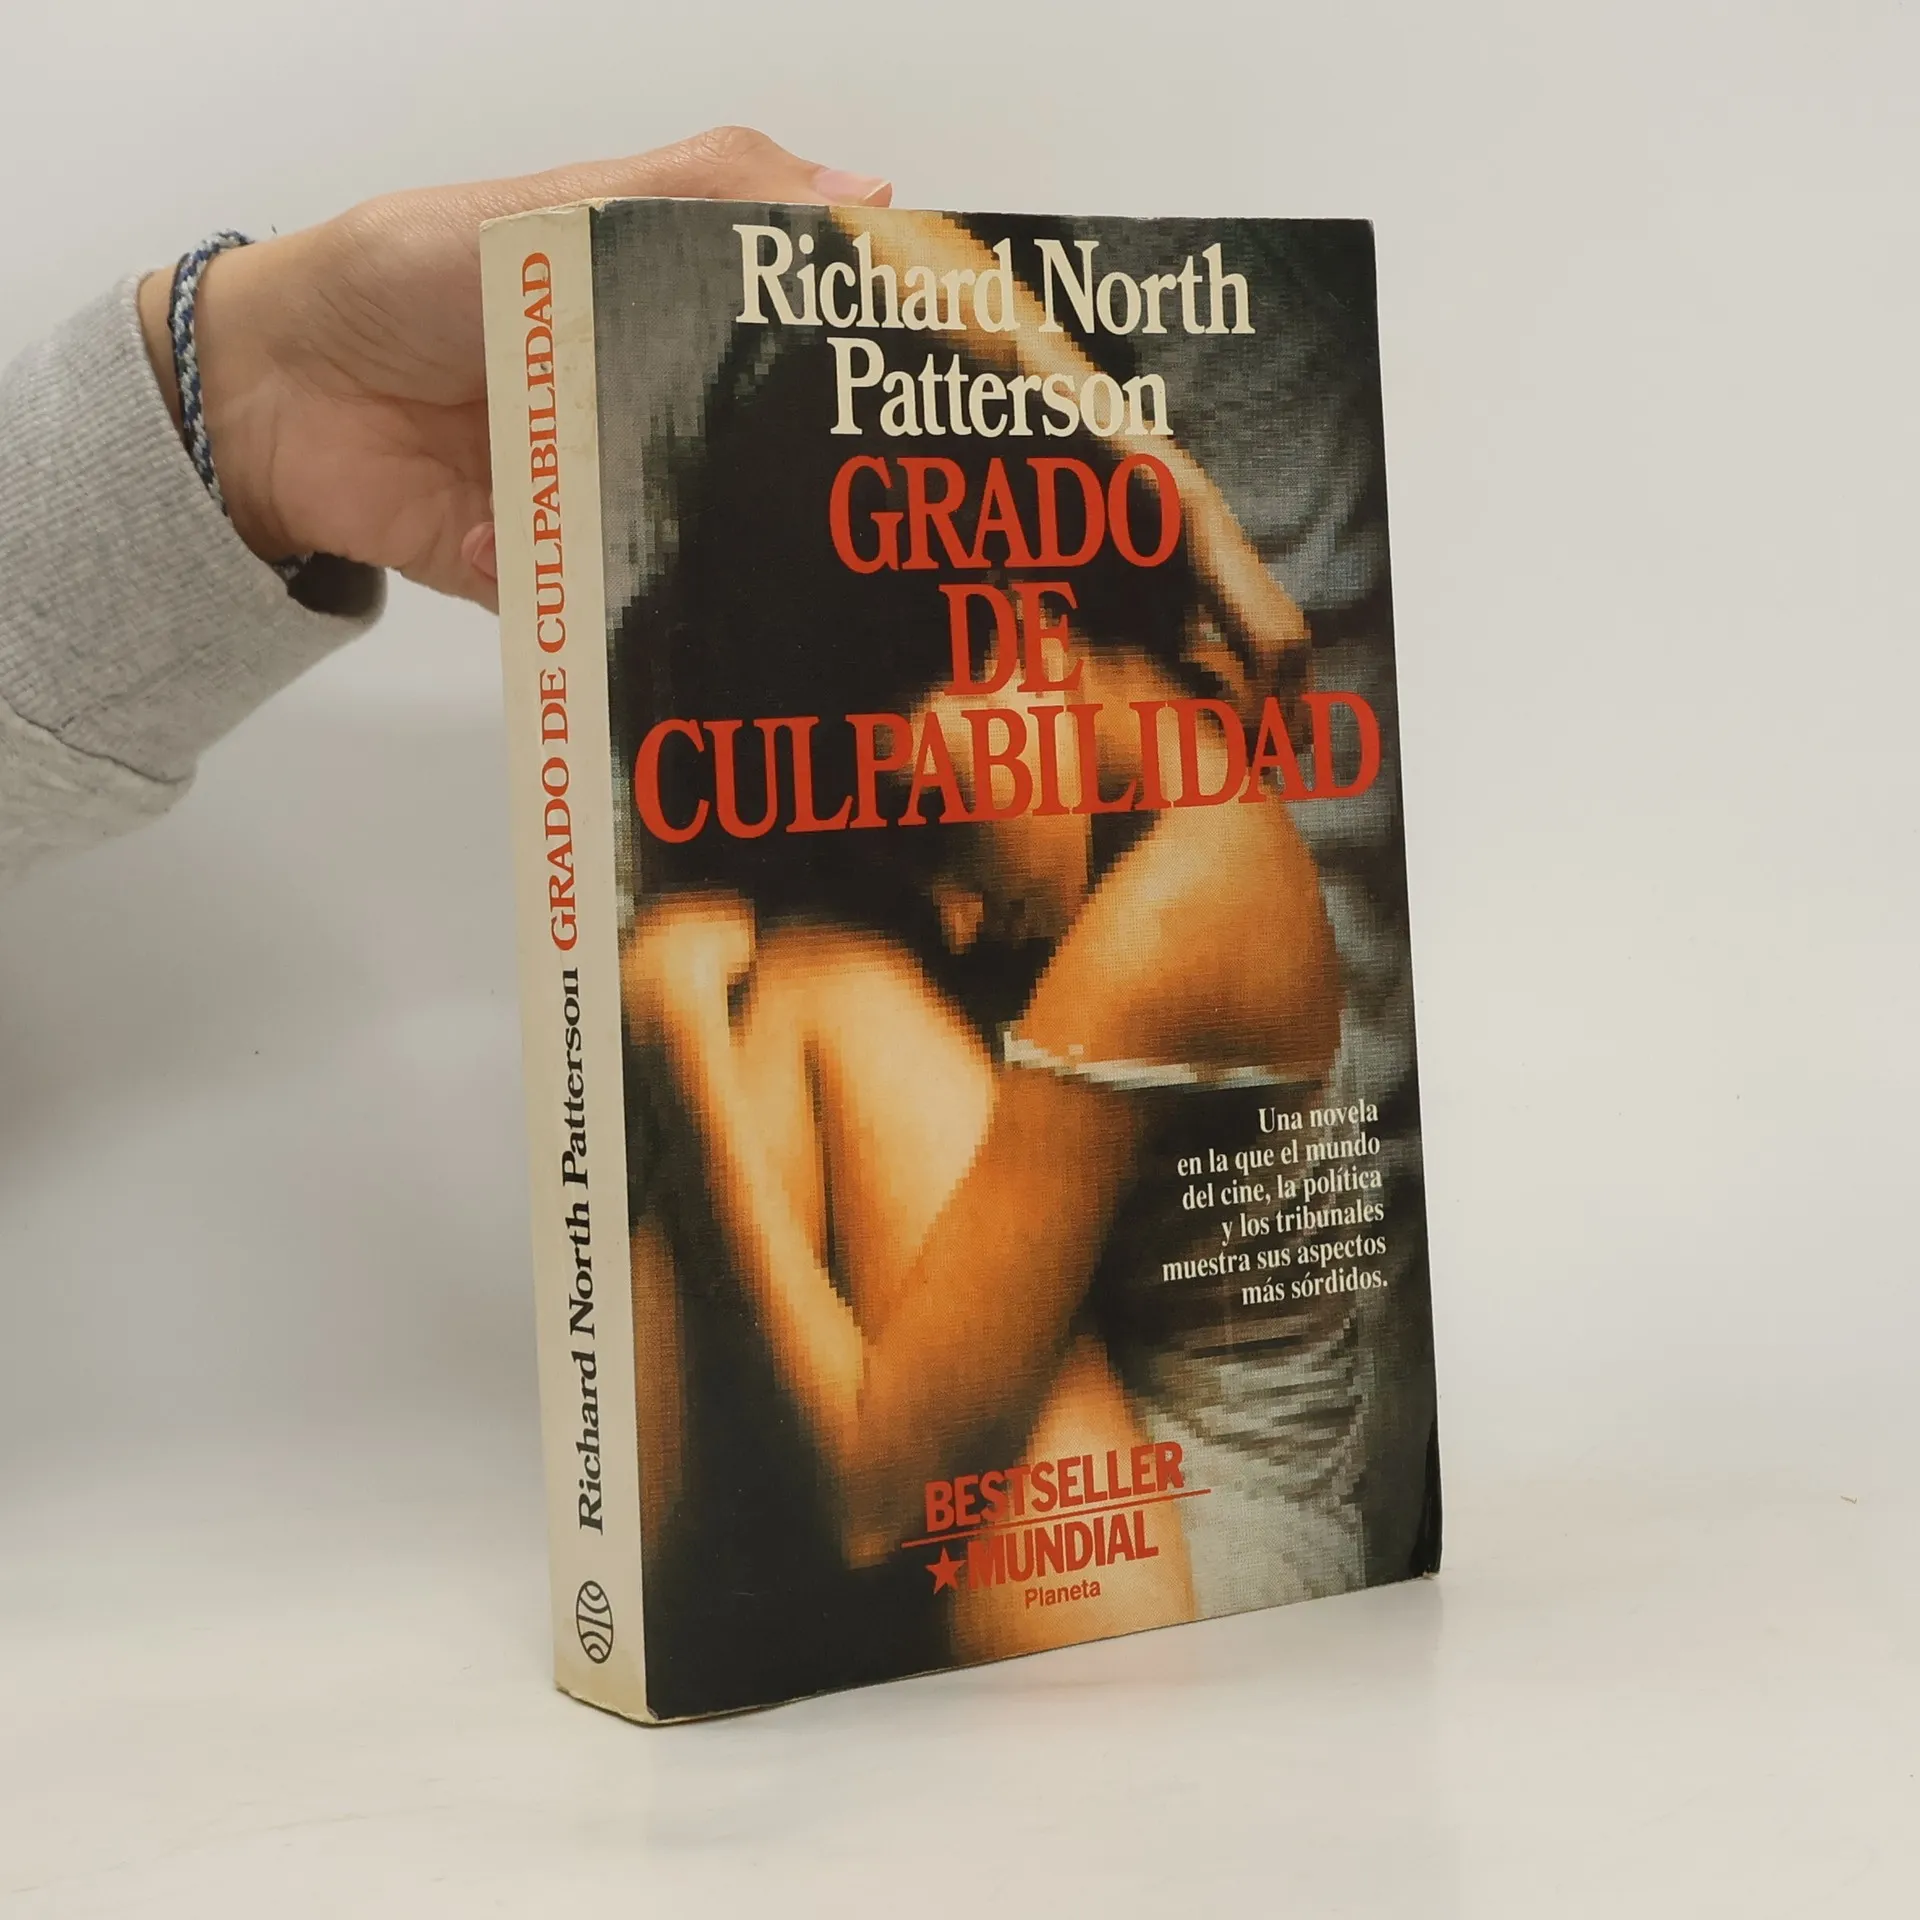 Richard North
Patterson
GRADO
DE
CULPABILIDAD
Una novela
en la que el mundo
del cine, la política
y los tribunales
muestra sus aspectos
más sórdidos.
BESTSELLER
MUNDIAL
Planeta
Richard North Patterson GRADO DE CULPABILIDAD